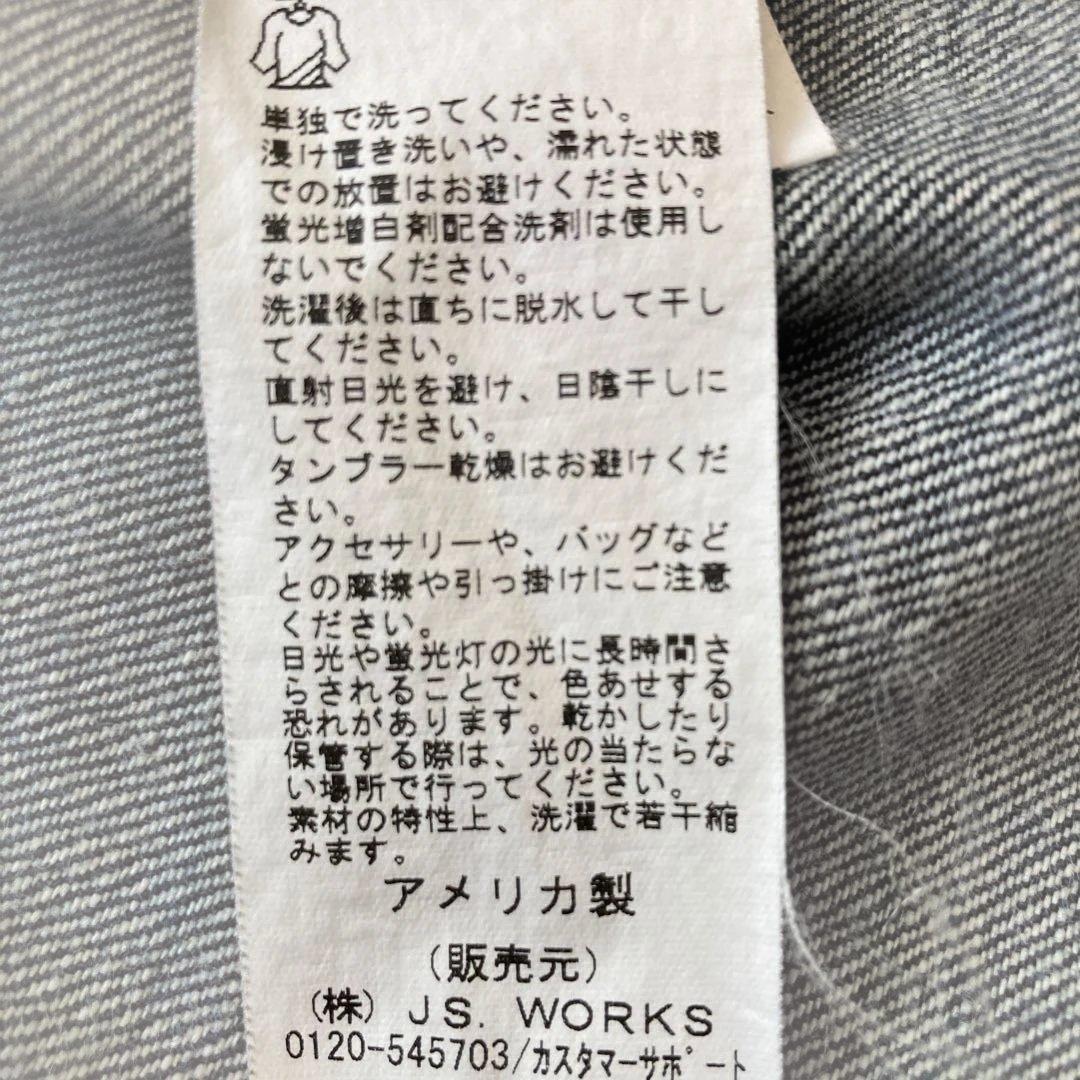 単独で洗ってください。
浸け置き洗いや、濡れた状態
での放置はお避けください。
蛍光増白剤配合洗剤は使用し
ないでください。
洗濯後は直ちに脱水して干し
てください。
直射日光を避け、日陰干しに
してください。
タンブラー乾燥はお避けくだ
さい。
アクセサリーや、バッグなど
との摩擦や引っ掛けにご注意
ください。
日光や蛍光灯の光に長時間さ
らされることで、色あせする
恐れがあります。乾かしたり
保管する際は、光の当たらな
い場所で行ってください。
素材の特性上、洗濯で若干縮
みます。
アメリカ製
(販売元)
(株) JS. WORKS
0120-545703/カスタマーサポート